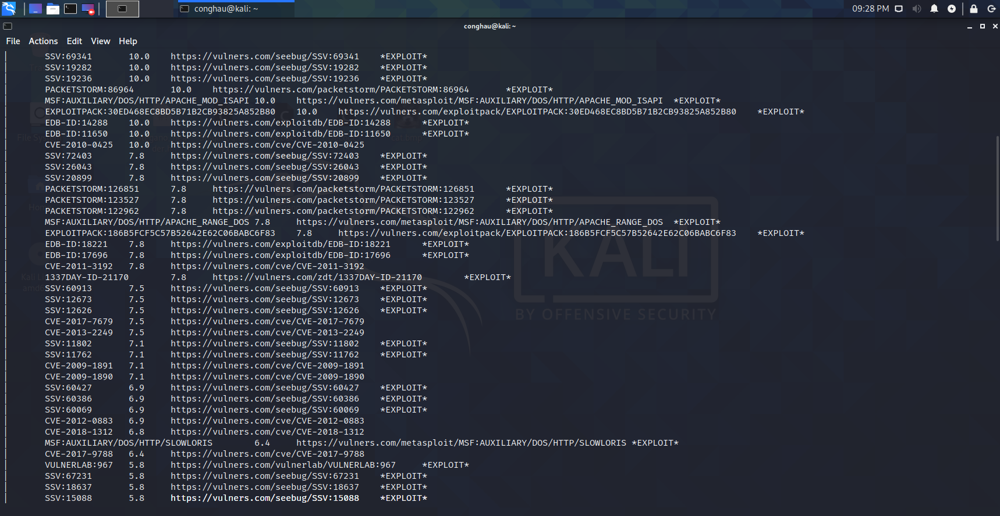 conghau@kali: ~
09:28 PM
conghau@kali: ~
File Actions Edit View Help
| SSV:69341 10.0 https://vulners.com/seebug/SSV:69341 *EXPLOIT*
| SSV:19282 10.0 https://vulners.com/seebug/SSV:19282 *EXPLOIT*
| SSV:19236 10.0 https://vulners.com/seebug/SSV:19236 *EXPLOIT*
| PACKETSTORM:86964 10.0 https://vulners.com/packetstorm/PACKETSTORM:86964 *EXPLOIT*
| MSF:AUXILIARY/DOS/HTTP/APACHE_MOD_ISAPI 10.0 https://vulners.com/metasploit/MSF:AUXILIARY/DOS/HTTP/APACHE_MOD_ISAPI *EXPLOIT*
| EXPLOITPACK:30ED468EC8BD5B71B2CB93825A852B80 10.0 https://vulners.com/exploitpack/EXPLOITPACK:30ED468EC8BD5B71B2CB93825A852B80 *EXPLOIT*
| EDB-ID:14288 10.0 https://vulners.com/exploitdb/EDB-ID:14288 *EXPLOIT*
| EDB-ID:11650 10.0 https://vulners.com/exploitdb/EDB-ID:11650 *EXPLOIT*
| CVE-2010-0425 10.0 https://vulners.com/cve/CVE-2010-0425
| SSV:72403 7.8 https://vulners.com/seebug/SSV:72403 *EXPLOIT*
| SSV:26043 7.8 https://vulners.com/seebug/SSV:26043 *EXPLOIT*
| SSV:20899 7.8 https://vulners.com/seebug/SSV:20899 *EXPLOIT*
| PACKETSTORM:126851 7.8 https://vulners.com/packetstorm/PACKETSTORM:126851 *EXPLOIT*
| PACKETSTORM:123527 7.8 https://vulners.com/packetstorm/PACKETSTORM:123527 *EXPLOIT*
| PACKETSTORM:122962 7.8 https://vulners.com/packetstorm/PACKETSTORM:122962 *EXPLOIT*
| MSF:AUXILIARY/DOS/HTTP/APACHE_RANGE_DOS 7.8 https://vulners.com/metasploit/MSF:AUXILIARY/DOS/HTTP/APACHE_RANGE_DOS *EXPLOIT*
| EXPLOITPACK:186B5FCF5C57B52642E62C06BABC6F83 7.8 https://vulners.com/exploitpack/EXPLOITPACK:186B5FCF5C57B52642E62C06BABC6F83 *EXPLOIT*
| EDB-ID:18221 7.8 https://vulners.com/exploitdb/EDB-ID:18221 *EXPLOIT*
| EDB-ID:17696 7.8 https://vulners.com/exploitdb/EDB-ID:17696 *EXPLOIT*
| CVE-2011-3192 7.8 https://vulners.com/cve/CVE-2011-3192
| 1337DAY-ID-21170 7.8 https://vulners.com/zdt/1337DAY-ID-21170 *EXPLOIT*
| SSV:60913 7.5 https://vulners.com/seebug/SSV:60913 *EXPLOIT*
| SSV:12673 7.5 https://vulners.com/seebug/SSV:12673 *EXPLOIT*
| SSV:12626 7.5 https://vulners.com/seebug/SSV:12626 *EXPLOIT*
| CVE-2017-7679 7.5 https://vulners.com/cve/CVE-2017-7679
| CVE-2013-2249 7.5 https://vulners.com/cve/CVE-2013-2249
| SSV:11802 7.1 https://vulners.com/seebug/SSV:11802 *EXPLOIT*
| SSV:11762 7.1 https://vulners.com/seebug/SSV:11762 *EXPLOIT*
| CVE-2009-1891 7.1 https://vulners.com/cve/CVE-2009-1891
| CVE-2009-1890 7.1 https://vulners.com/cve/CVE-2009-1890
| SSV:60427 6.9 https://vulners.com/seebug/SSV:60427 *EXPLOIT*
| SSV:60386 6.9 https://vulners.com/seebug/SSV:60386 *EXPLOIT*
| SSV:60069 6.9 https://vulners.com/seebug/SSV:60069 *EXPLOIT*
| CVE-2012-0883 6.9 https://vulners.com/cve/CVE-2012-0883
| CVE-2018-1312 6.8 https://vulners.com/cve/CVE-2018-1312
| MSF:AUXILIARY/DOS/HTTP/SLOWLORIS 6.4 https://vulners.com/metasploit/MSF:AUXILIARY/DOS/HTTP/SLOWLORIS *EXPLOIT*
| CVE-2017-9788 6.4 https://vulners.com/cve/CVE-2017-9788
| VULNERLAB:967 5.8 https://vulners.com/vulnerlab/VULNERLAB:967 *EXPLOIT*
| SSV:67231 5.8 https://vulners.com/seebug/SSV:67231 *EXPLOIT*
| SSV:18637 5.8 https://vulners.com/seebug/SSV:18637 *EXPLOIT*
| SSV:15088 5.8 https://vulners.com/seebug/SSV:15088 *EXPLOIT*
KALI
BY OFFENSIVE SECURITY